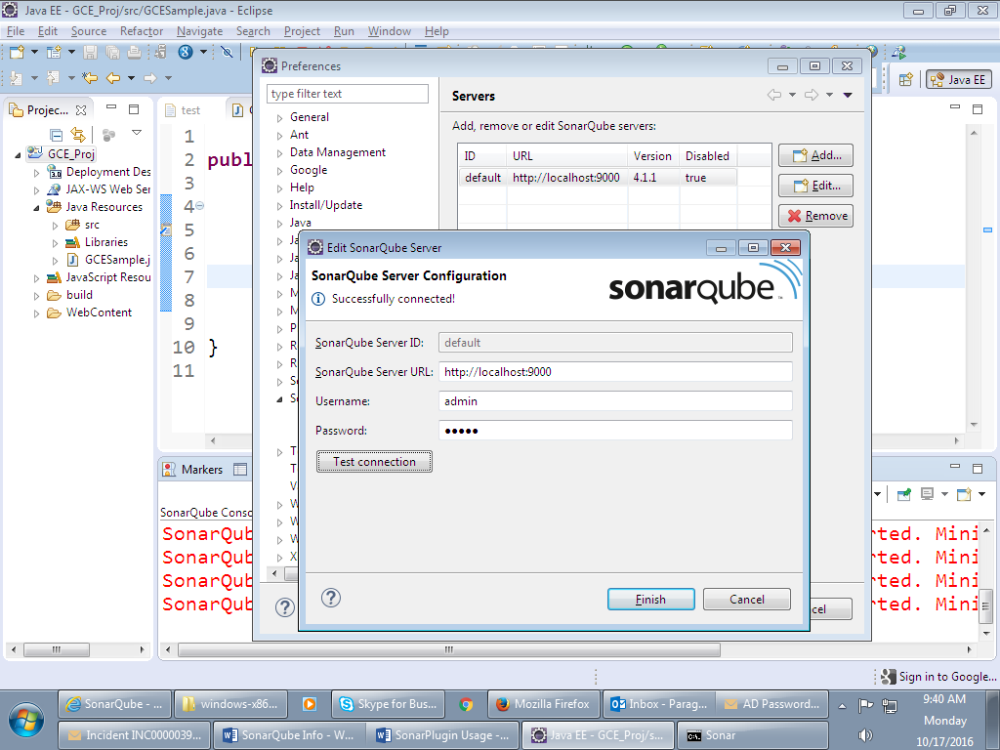 Java EE - GCE_Proj/src/GCESample.java - Eclipse
File Edit Source Refactor Navigate Search Project Run Window Help
Java EE
Projec...
test
GCE_Proj
Deployment Des
JAX-WS Web Ser
Java Resources
src
Libraries
GCESample.j
JavaScript Resou
build
WebContent
1
2 publ
3
4
5
6
7
8
9
10 }
11
Preferences
type filter text
General
Ant
Data Management
Google
Help
Install/Update
Java
Servers
Add, remove or edit SonarQube servers:
ID URL Version Disabled
default http://localhost:9000 4.1.1 true
Add...
Edit...
Remove
Edit SonarQube Server
SonarQube Server Configuration
Successfully connected!
sonarqube™
SonarQube Server ID: default
SonarQube Server URL: http://localhost:9000
Username: admin
Password: •••••
Test connection
Finish Cancel
cel
Markers
SonarQube Conso
SonarQub rted. Mini
SonarQub rted. Mini
SonarQub rted. Mini
SonarQub rted. Mini
Sign in to Google...
SonarQube - ... windows-x86... Skype for Bus... Mozilla Firefox Inbox - Parag... AD Password...
Incident INC0000039... SonarQube Info - W... SonarPlugin Usage - ... Java EE - GCE_Proj/s... Sonar
9:40 AM
Monday
10/17/2016